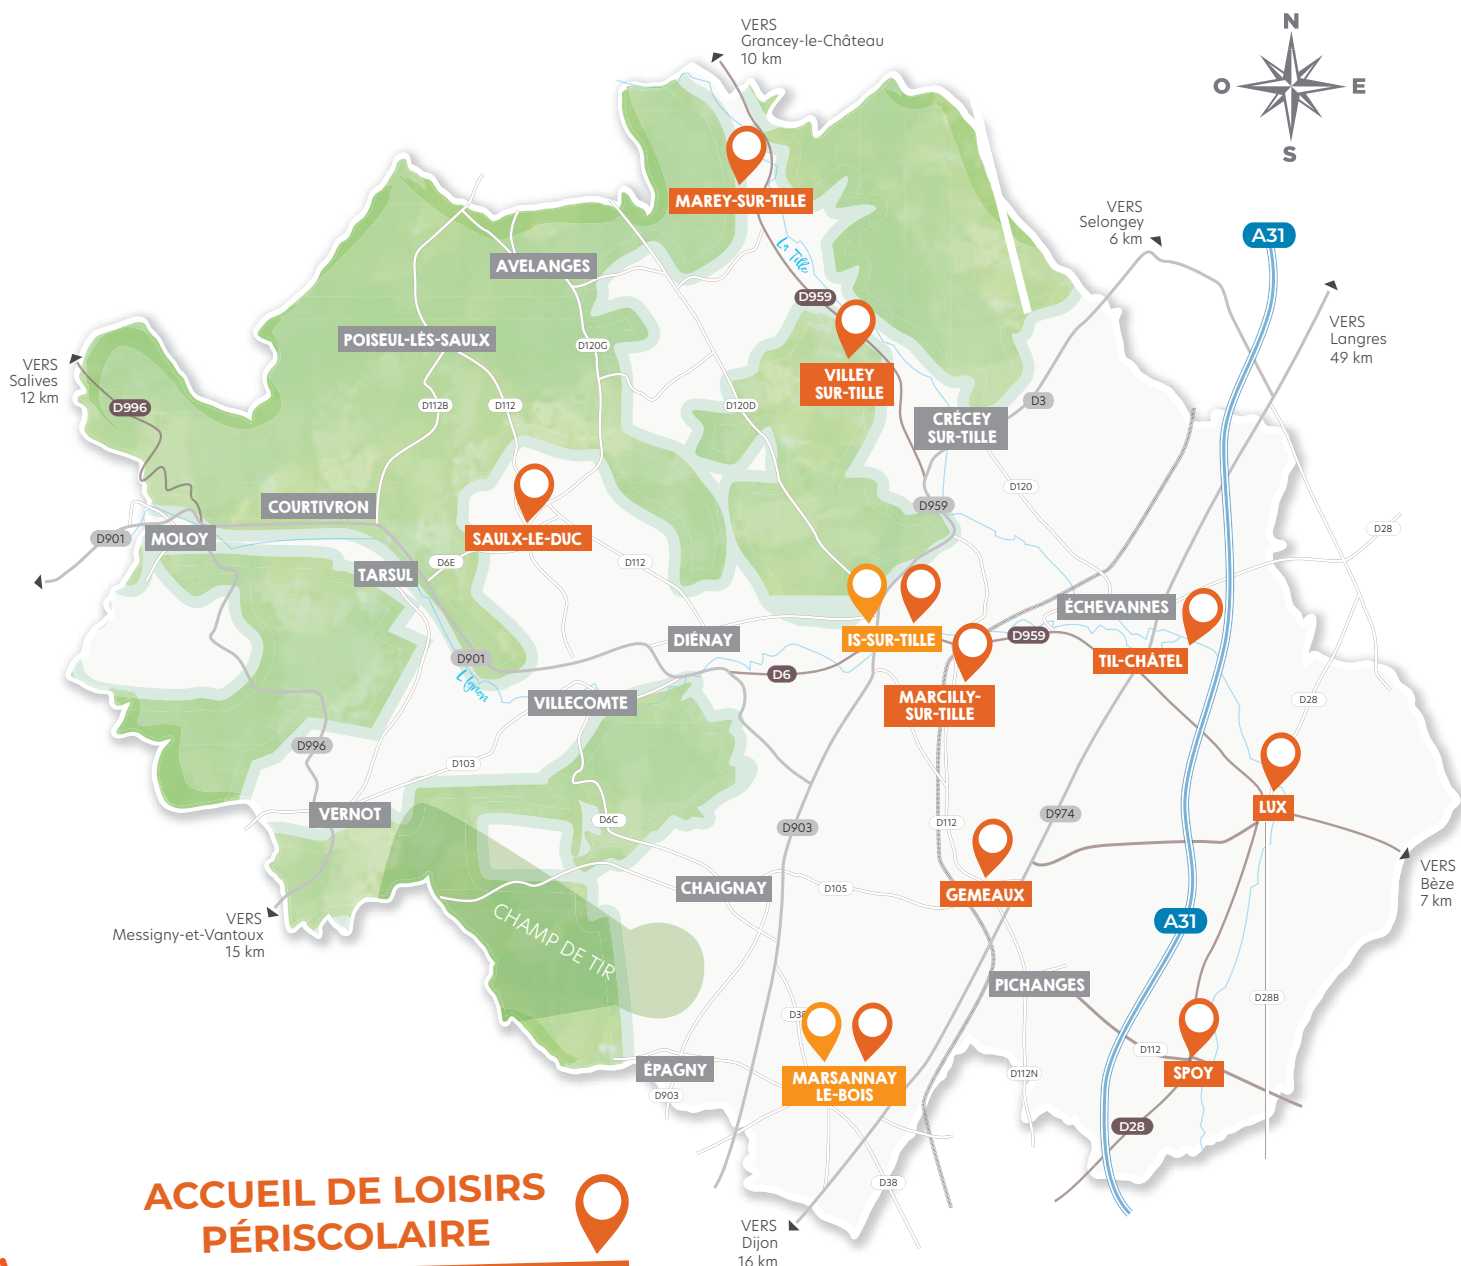 VERS
Grancey-le-Château
10 km
N
O
E
S
MAREY-SUR-TILLE
VERS
Selongey
6 km
A31
La Tille
AVELANGES
D959
VERS
Langres
49 km
POISEUL-LÈS-SAULX
D120G
VERS
Salives
12 km
VILLEY
SUR-TILLE
D996
D112B
D112
D120D
D3
CRÉCEY
SUR-TILLE
D120
COURTIVRON
D959
D28
D901
MOLOY
SAULX-LE-DUC
D6E
D112
TARSUL
ÉCHEVANNES
DIÉNAY
IS-SUR-TILLE
D959
D901
TIL-CHÂTEL
D6
L'Ignon
VILLECOMTE
MARCILLY-
SUR-TILLE
D28
D996
D103
LUX
VERNOT
D6C
D903
D112
D974
VERS
Bèze
7 km
CHAIGNAY
D105
GEMEAUX
VERS
Messigny-et-Vantoux
15 km
CHAMP DE TIR
A31
PICHANGES
D28B
D38
D112
ÉPAGNY
MARSANNAY
LE-BOIS
D112N
SPOY
D903
D28
D38
ACCUEIL DE LOISIRS
PÉRISCOLAIRE
VERS
Dijon
16 km